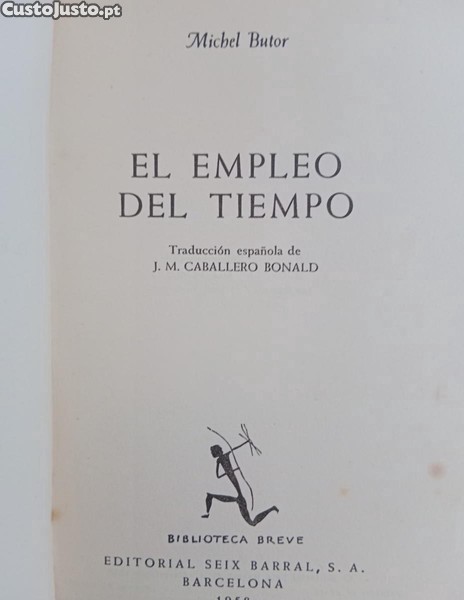 CustoJusto.pt
Michel Butor
EL EMPLEO
DEL TIEMPO
Traducción española de
J. M. CABALLERO BONALD
BIBLIOTECA BREVE
EDITORIAL SEIX BARRAL, S. A.
BARCELONA